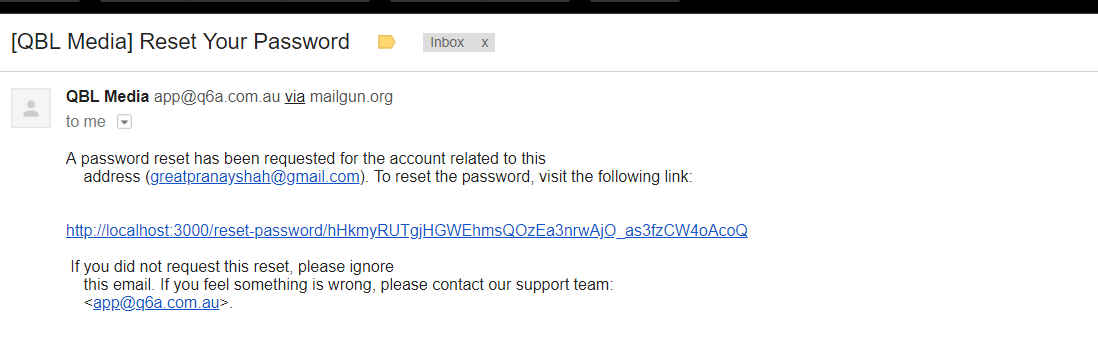 [QBL Media] Reset Your Password Inbox x
QBL Media app@q6a.com.au via mailgun.org
to me
A password reset has been requested for the account related to this
address (greatpranayshah@gmail.com). To reset the password, visit the following link:
http://localhost:3000/reset-password/hHkmyRUTgjHGWEhmsQOzEa3nrwAjO_as3fzCW4oAcoQ
If you did not request this reset, please ignore
this email. If you feel something is wrong, please contact our support team:
<app@q6a.com.au>.